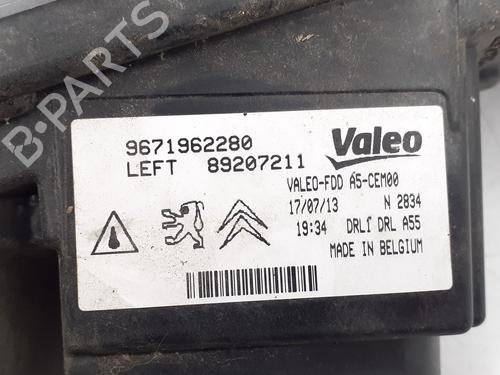 B-PARTS
9671962280
LEFT 89207211
Valeo
VALEO-FDD A5-CEM00
17/07/13 N 2834
19:34 DRL1 DRL A55
MADE IN BELGIUM